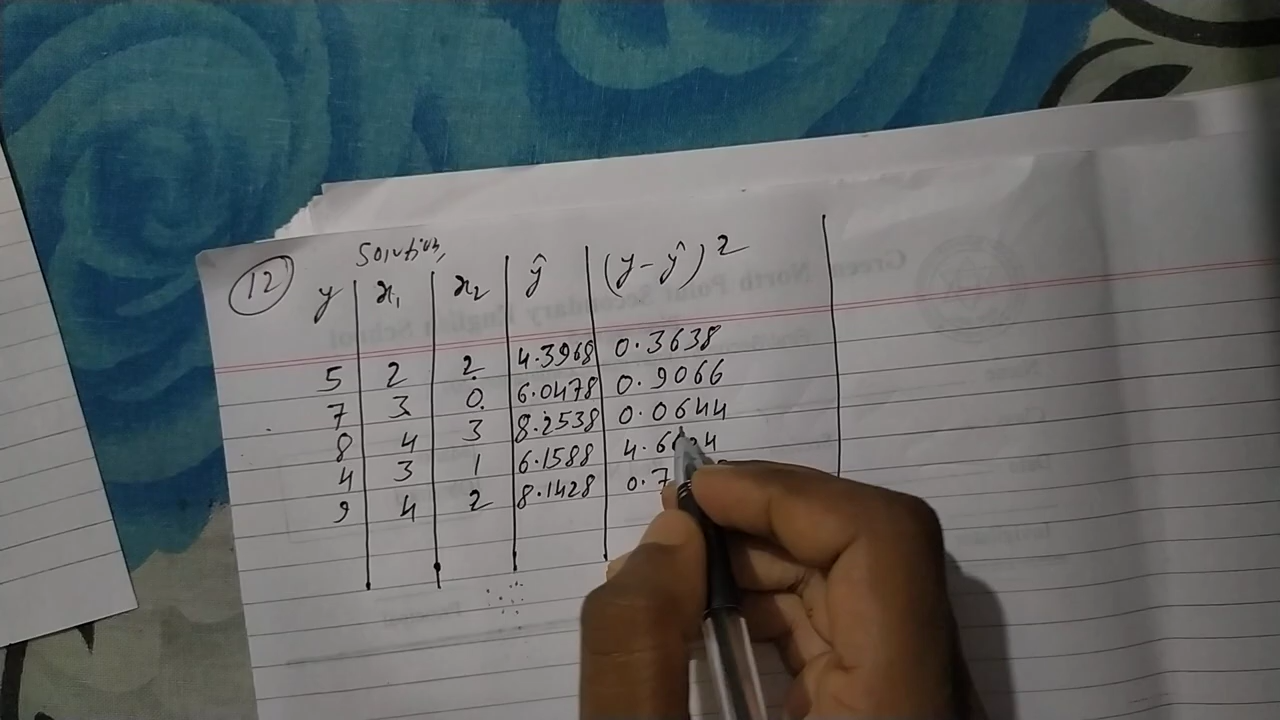 Solution,
12 y x₁ x₂ ŷ (y-ŷ)²
5 2 2 4.3968 0.3638
7 3 0 6.0478 0.9066
8 4 3 8.2538 0.0644
4 3 1 6.1588
9 4 2 8.1428